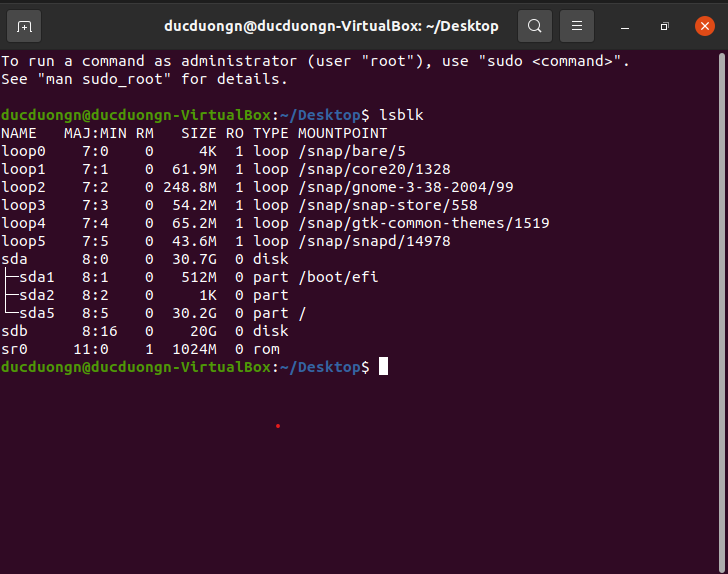 ducduongn@ducduongn-VirtualBox: ~/Desktop
To run a command as administrator (user "root"), use "sudo <command>".
See "man sudo_root" for details.
ducduongn@ducduongn-VirtualBox:~/Desktop$ lsblk
NAME   MAJ:MIN RM   SIZE RO TYPE MOUNTPOINT
loop0    7:0    0     4K  1 loop /snap/bare/5
loop1    7:1    0  61.9M  1 loop /snap/core20/1328
loop2    7:2    0 248.8M  1 loop /snap/gnome-3-38-2004/99
loop3    7:3    0  54.2M  1 loop /snap/snap-store/558
loop4    7:4    0  65.2M  1 loop /snap/gtk-common-themes/1519
loop5    7:5    0  43.6M  1 loop /snap/snapd/14978
sda      8:0    0  30.7G  0 disk
├─sda1   8:1    0   512M  0 part /boot/efi
├─sda2   8:2    0     1K  0 part
└─sda5   8:5    0  30.2G  0 part /
sdb      8:16   0    20G  0 disk
sr0     11:0    1  1024M  0 rom
ducduongn@ducduongn-VirtualBox:~/Desktop$